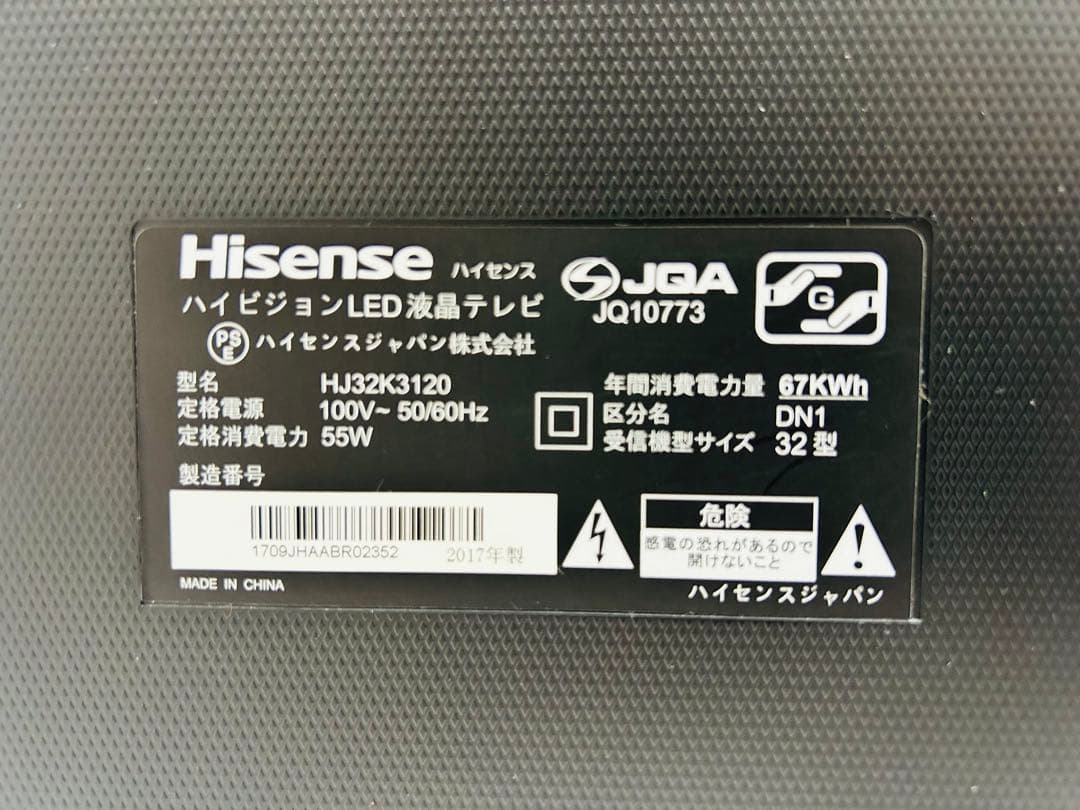 Hisense ハイセンス
ハイビジョンLED液晶テレビ
PSE ハイセンスジャパン株式会社
JQA
JQ10773
G
型名 HJ32K3120
定格電源 100V~ 50/60Hz
定格消費電力 55W
年間消費電力量 67KWh
区分名 DN1
受信機型サイズ 32型
製造番号
1709JHAABR02352 2017年製
MADE IN CHINA
危険
感電の恐れがあるので
開けないこと
!
ハイセンスジャパン